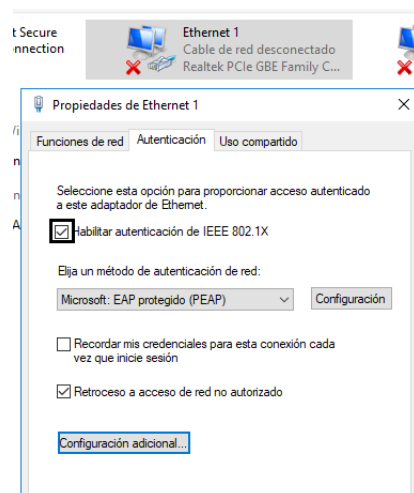 t Secure
onnection
Ethernet 1
Cable de red desconectado
Realtek PCIe GBE Family C...
Propiedades de Ethernet 1
Funciones de red
Autenticación
Uso compartido
Seleccione esta opción para proporcionar acceso autenticado
a este adaptador de Ethernet.
Habilitar autenticación de IEEE 802.1X
Elija un método de autenticación de red:
Microsoft: EAP protegido (PEAP)
Configuración
Recordar mis credenciales para esta conexión cada
vez que inicie sesión
Retroceso a acceso de red no autorizado
Configuración adicional...